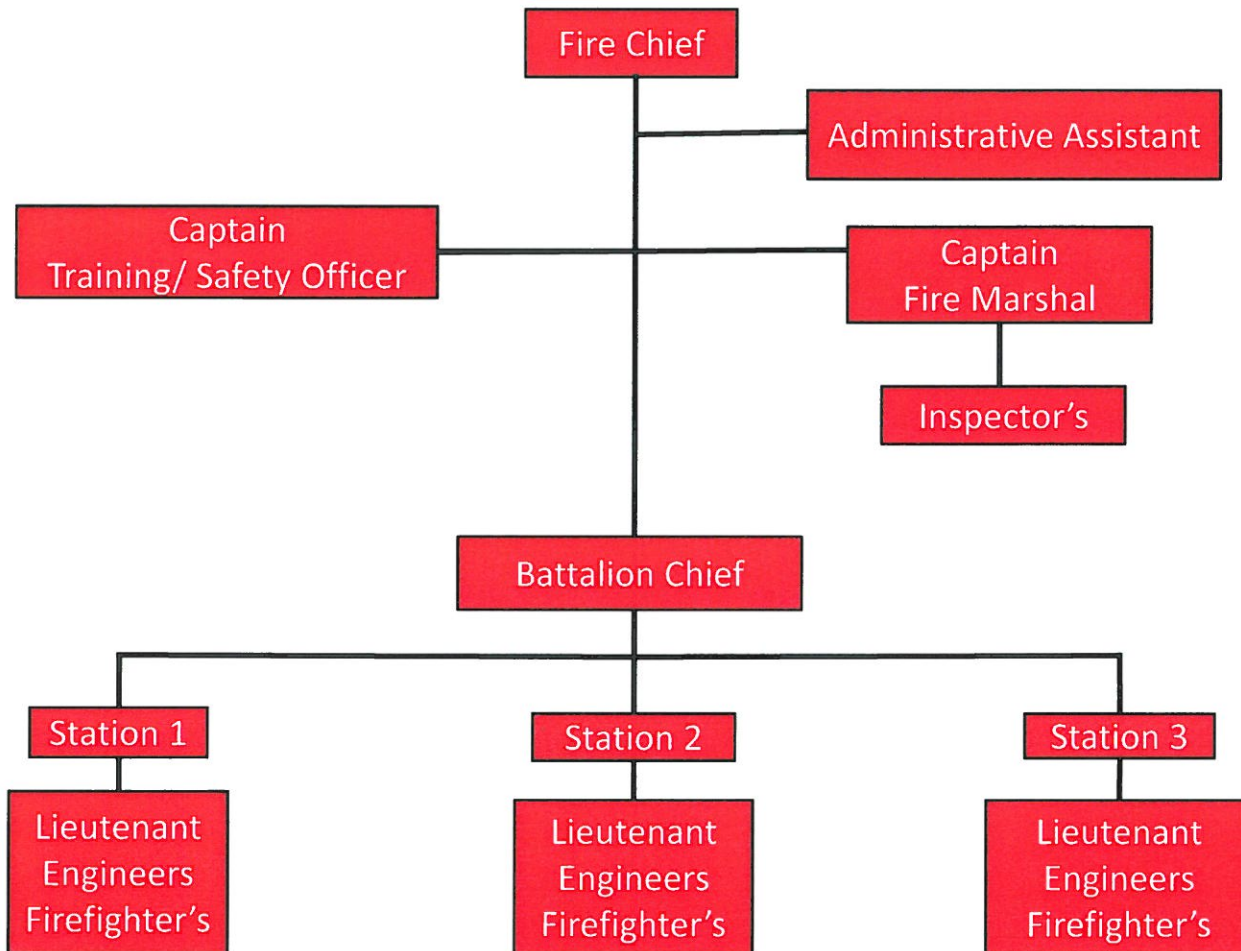 Fire Chief
Administrative Assistant
Captain
Training/ Safety Officer
Captain
Fire Marshal
Inspector’s
Battalion Chief
Station 1
Station 2
Station 3
Lieutenant
Engineers
Firefighter’s
Lieutenant
Engineers
Firefighter’s
Lieutenant
Engineers
Firefighter’s